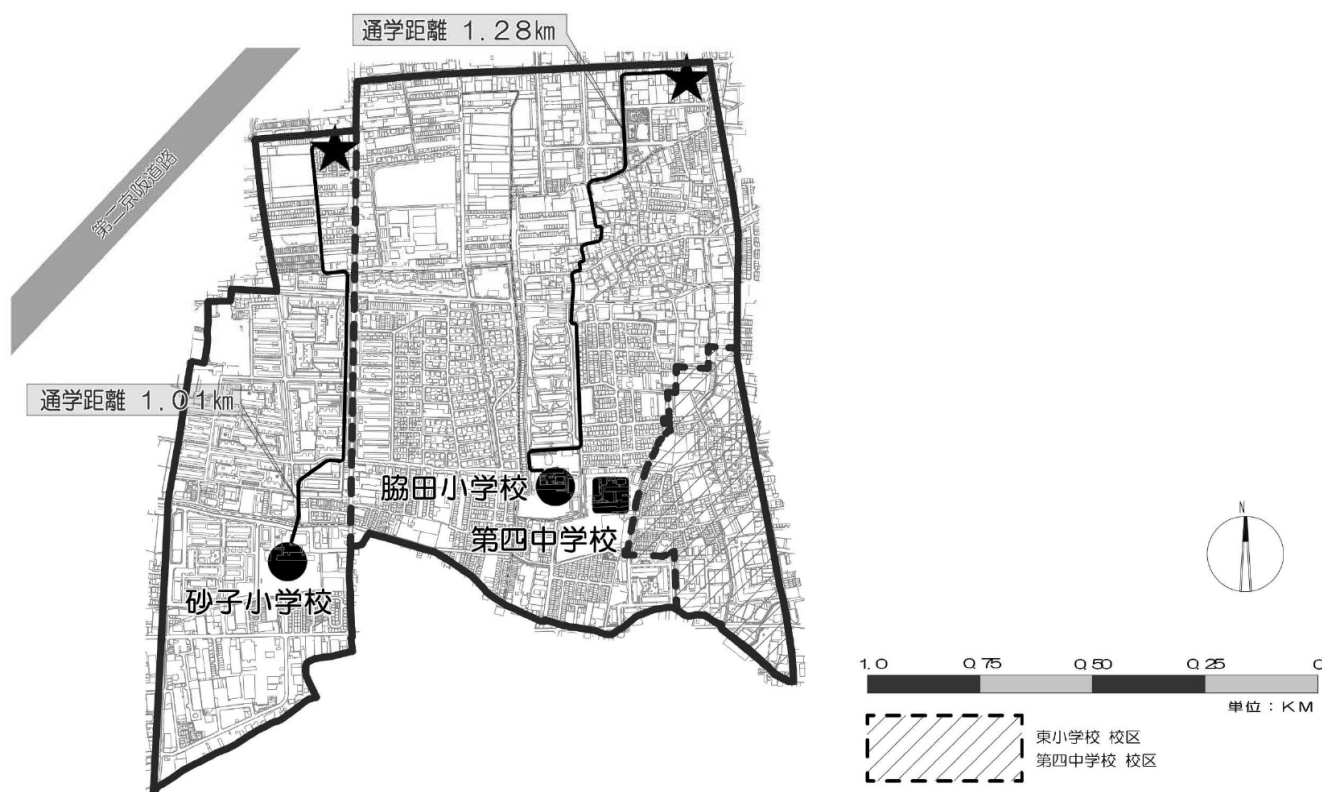 通学距離 1.28km
第二京阪道路
通学距離 1.01km
脇田小学校
第四中学校
砂子小学校
N
1.0 0.75 0.50 0.25 0
単位：KM
東小学校 校区
第四中学校 校区